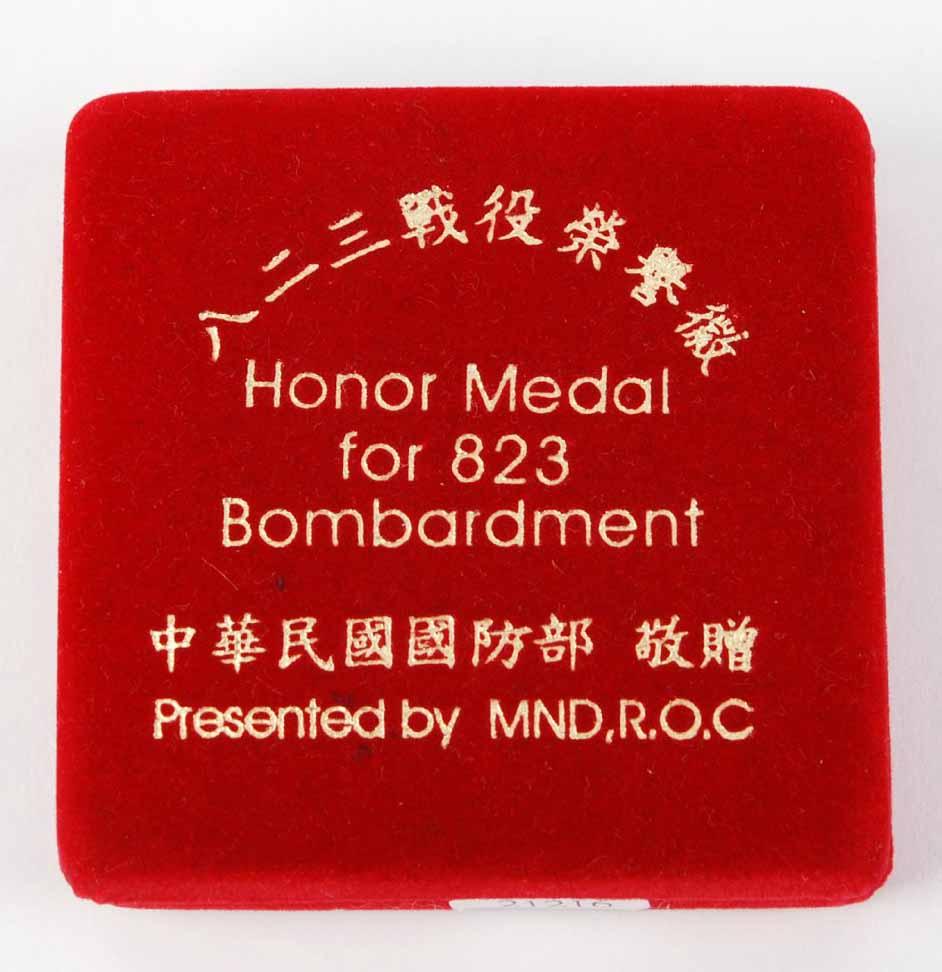 八二三戰役榮譽徽
Honor Medal
for 823
Bombardment
中華民國國防部 敬贈
Presented by MND,R.O.C
21216